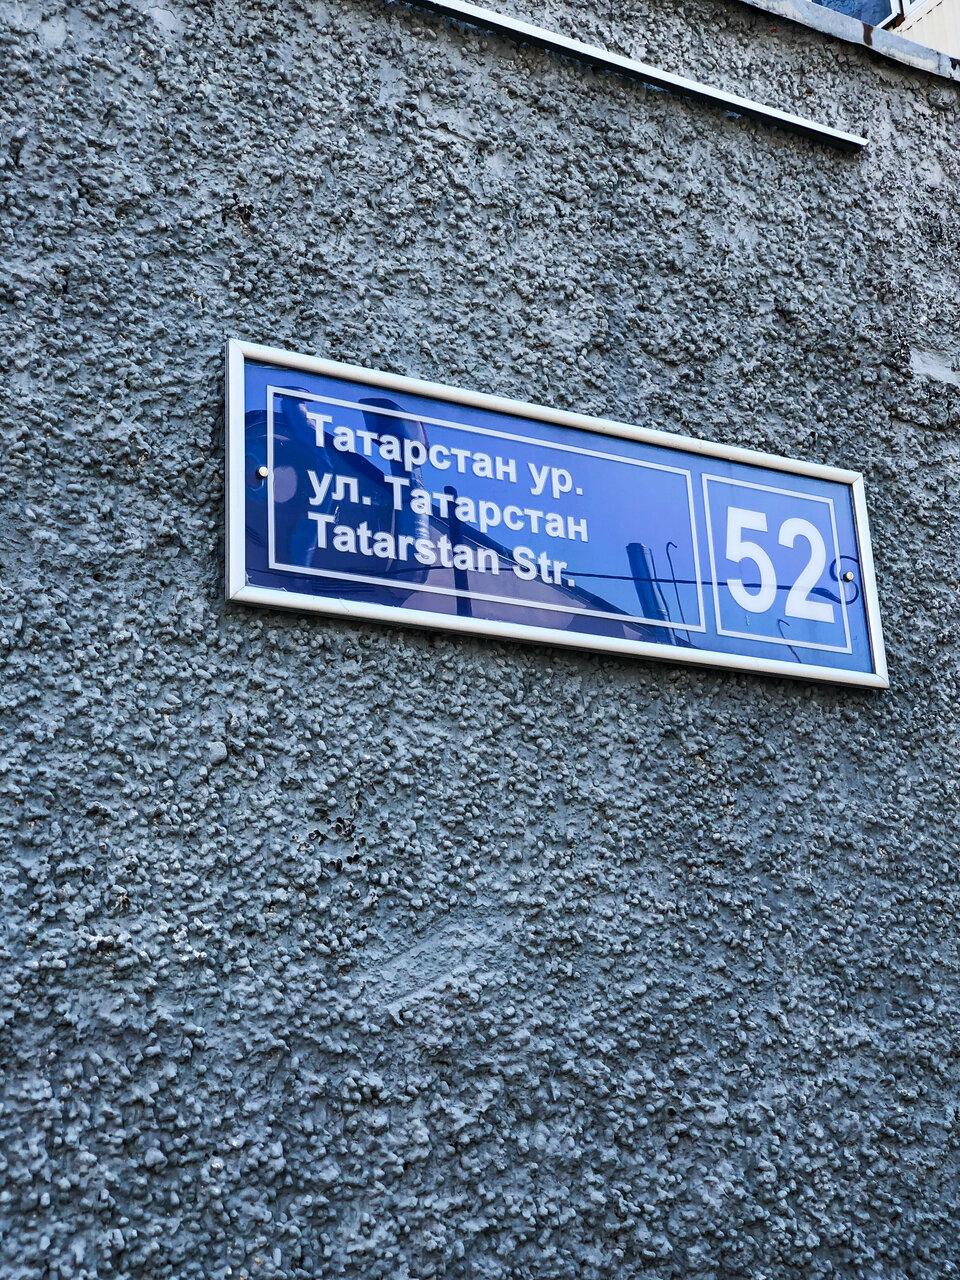 Татарстан ур.
ул. Татарстан
Tatarstan Str.
52